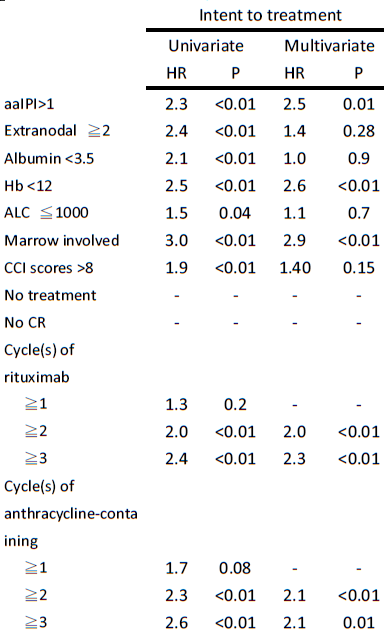 Intent to treatment
Univariate Multivariate
HR P HR P
aaIPI>1 2.3 <0.01 2.5 0.01
Extranodal ≧2 2.4 <0.01 1.4 0.28
Albumin <3.5 2.1 <0.01 1.0 0.9
Hb <12 2.5 <0.01 2.6 <0.01
ALC ≦1000 1.5 0.04 1.1 0.7
Marrow involved 3.0 <0.01 2.9 <0.01
CCI scores >8 1.9 <0.01 1.40 0.15
No treatment - - - -
No CR - - - -
Cycle(s) of
rituximab
≧1 1.3 0.2 - -
≧2 2.0 <0.01 2.0 <0.01
≧3 2.4 <0.01 2.3 <0.01
Cycle(s) of
anthracycline-conta
ining
≧1 1.7 0.08 - -
≧2 2.3 <0.01 2.1 <0.01
≧3 2.6 <0.01 2.1 0.01